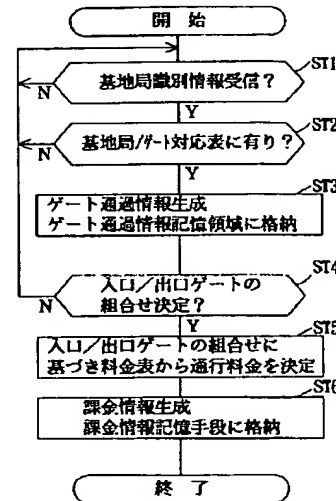 開 始
ST1
基地局識別情報受信？
N
Y
ST2
基地局/ゲート対応表に有り？
N
Y
ST3
ゲート通過情報生成
ゲート通過情報記憶領域に格納
ST4
入口／出口ゲートの
組合せ決定？
N
Y
ST5
入口／出口ゲートの組合せに
基づき料金表から通行料金を決定
ST6
課金情報生成
課金情報記憶手段に格納
終 了